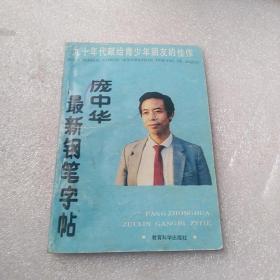 九十年代献给青少年朋友的佳作
庞中华
最新钢笔字帖
PANG ZHONGHUA
ZUIXIN GANGBI ZITIE
教育科学出版社